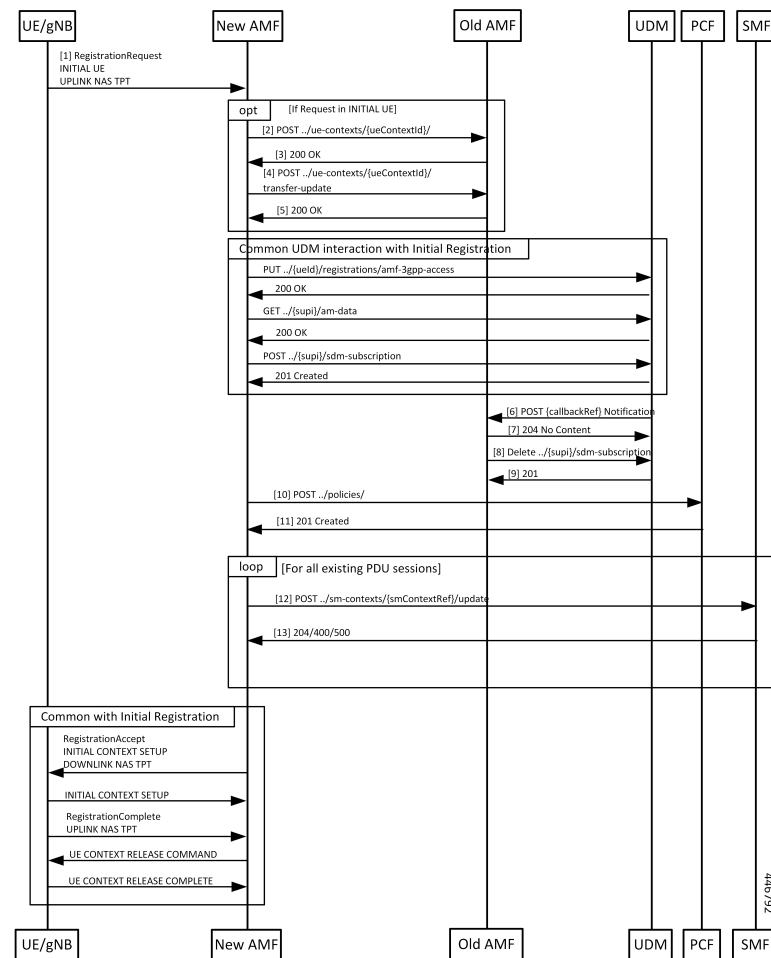 UE/gNB
New AMF
Old AMF
UDM
PCF
SMF
[1] RegistrationRequest
INITIAL UE
UPLINK NAS TPT
opt
[If Request in INITIAL UE]
[2] POST ../ue-contexts/{ueContextId}/
[3] 200 OK
[4] POST ../ue-contexts/{ueContextId}/
transfer-update
[5] 200 OK
Common UDM interaction with Initial Registration
PUT ../{ueId}/registrations/amf-3gpp-access
200 OK
GET ../{supi}/am-data
200 OK
POST ../{supi}/sdm-subscription
201 Created
[6] POST {callbackRef} Notification
[7] 204 No Content
[8] Delete ../{supi}/sdm-subscription
[9] 201
[10] POST ../policies/
[11] 201 Created
loop
[For all existing PDU sessions]
[12] POST ../sm-contexts/{smContextRef}/update
[13] 204/400/500
Common with Initial Registration
RegistrationAccept
INITIAL CONTEXT SETUP
DOWNLINK NAS TPT
INITIAL CONTEXT SETUP
RegistrationComplete
UPLINK NAS TPT
UE CONTEXT RELEASE COMMAND
UE CONTEXT RELEASE COMPLETE
446792
UE/gNB
New AMF
Old AMF
UDM
PCF
SMF